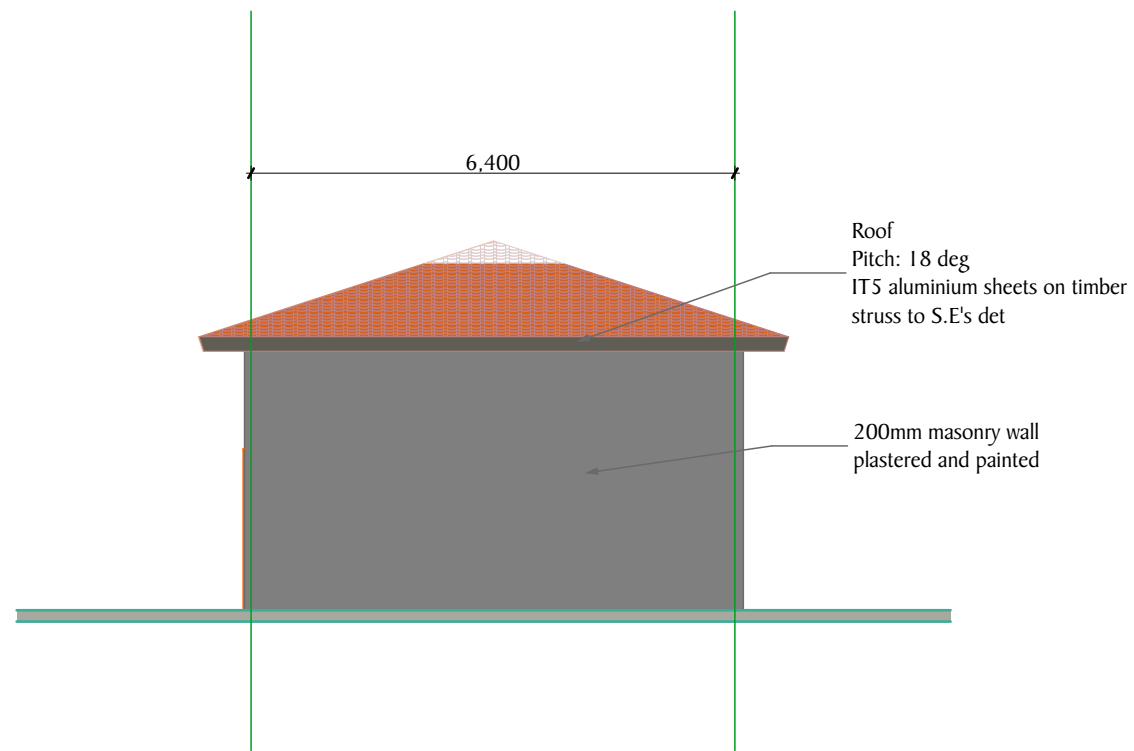 6,400
Roof
Pitch: 18 deg
IT5 aluminium sheets on timber
struss to S.E's det
200mm masonry wall
plastered and painted